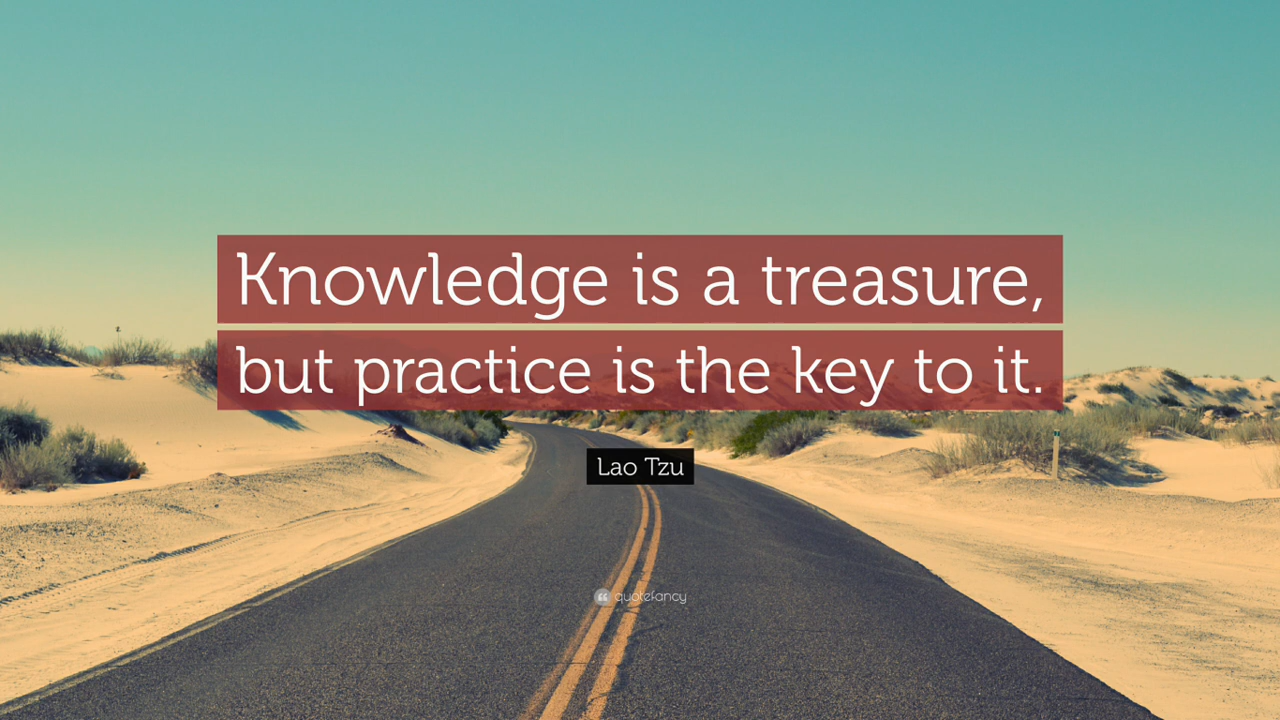 Knowledge is a treasure,
but practice is the key to it.
Lao Tzu
quotefancy